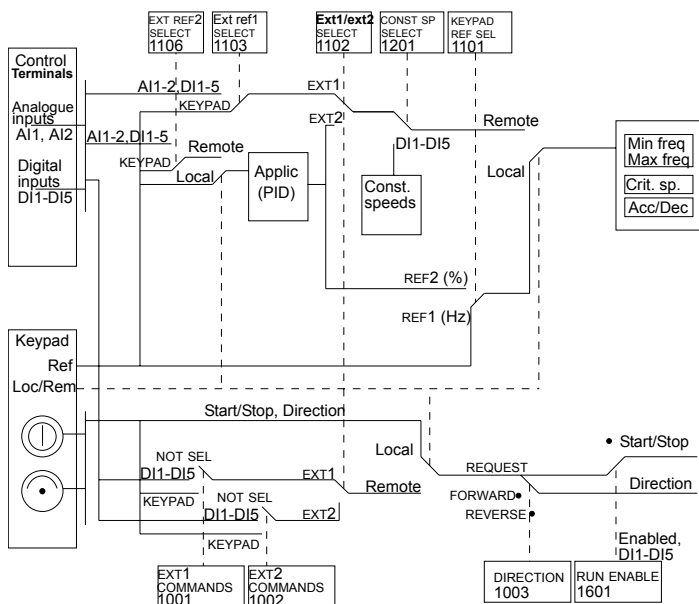 EXT REF2
SELECT
1106
Ext ref1
SELECT
1103
Ext1/ext2
SELECT
1102
CONST SP
SELECT
1201
KEYPAD
REF SEL
1101
Control
Terminals
Analogue
inputs
AI1, AI2
Digital
inputs
DI1-DI5
AI1-2,DI1-5
KEYPAD
AI1-2,DI1-5
KEYPAD
Remote
Local
Applic
(PID)
EXT1
EXT2
DI1-DI5
Const.
speeds
Remote
Local
Min freq
Max freq
Crit. sp.
Acc/Dec
REF2 (%)
REF1 (Hz)
Keypad
Ref
Loc/Rem
Start/Stop, Direction
Local
NOT SEL
DI1-DI5
KEYPAD
EXT1
Remote
NOT SEL
DI1-DI5
KEYPAD
EXT2
REQUEST
• Start/Stop
Direction
FORWARD
REVERSE
Enabled,
DI1-DI5
EXT1
COMMANDS
1001
EXT2
COMMANDS
1002
DIRECTION
1003
RUN ENABLE
1601